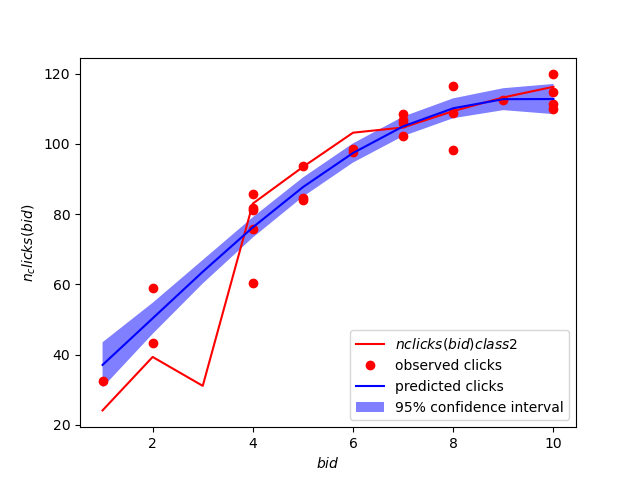 120
100
80
60
40
20
n_clicks(bid)
2
4
6
8
10
bid
nclicks(bid)class2
observed clicks
predicted clicks
95% confidence interval